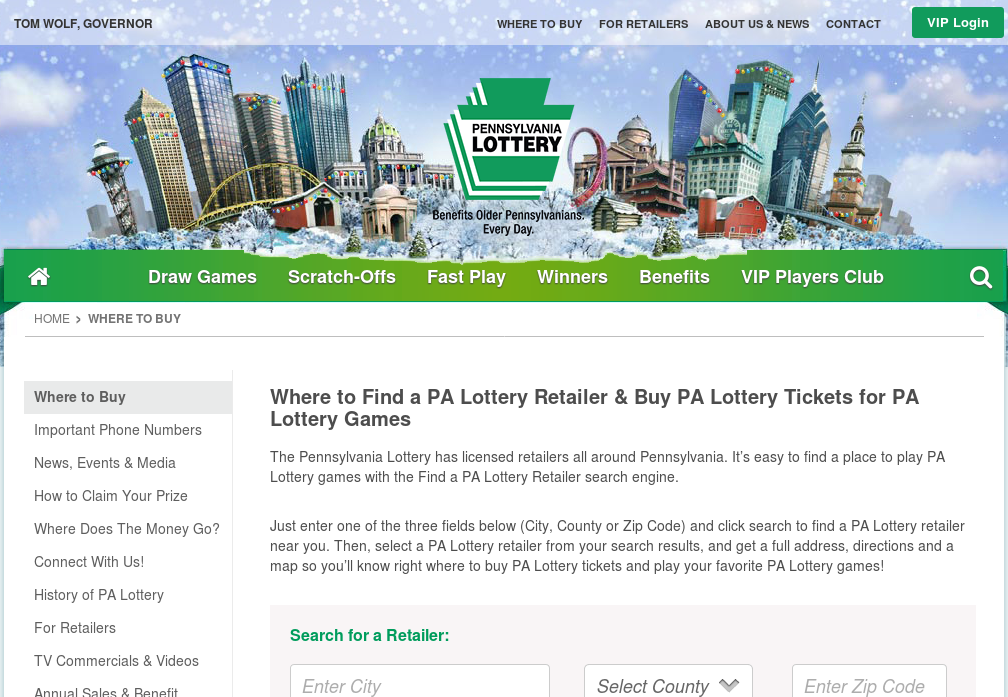 TOM WOLF, GOVERNOR
WHERE TO BUY FOR RETAILERS ABOUT US & NEWS CONTACT VIP Login
PENNSYLVANIA
LOTTERY
Benefits Older Pennsylvanians.
Every Day.
Draw Games Scratch-Offs Fast Play Winners Benefits VIP Players Club
HOME > WHERE TO BUY
Where to Buy
Important Phone Numbers
News, Events & Media
How to Claim Your Prize
Where Does The Money Go?
Connect With Us!
History of PA Lottery
For Retailers
TV Commercials & Videos
Annual Sales & Benefit
Where to Find a PA Lottery Retailer & Buy PA Lottery Tickets for PA
Lottery Games
The Pennsylvania Lottery has licensed retailers all around Pennsylvania. It's easy to find a place to play PA
Lottery games with the Find a PA Lottery Retailer search engine.
Just enter one of the three fields below (City, County or Zip Code) and click search to find a PA Lottery retailer
near you. Then, select a PA Lottery retailer from your search results, and get a full address, directions and a
map so you'll know right where to buy PA Lottery tickets and play your favorite PA Lottery games!
Search for a Retailer:
Enter City Select County Enter Zip Code